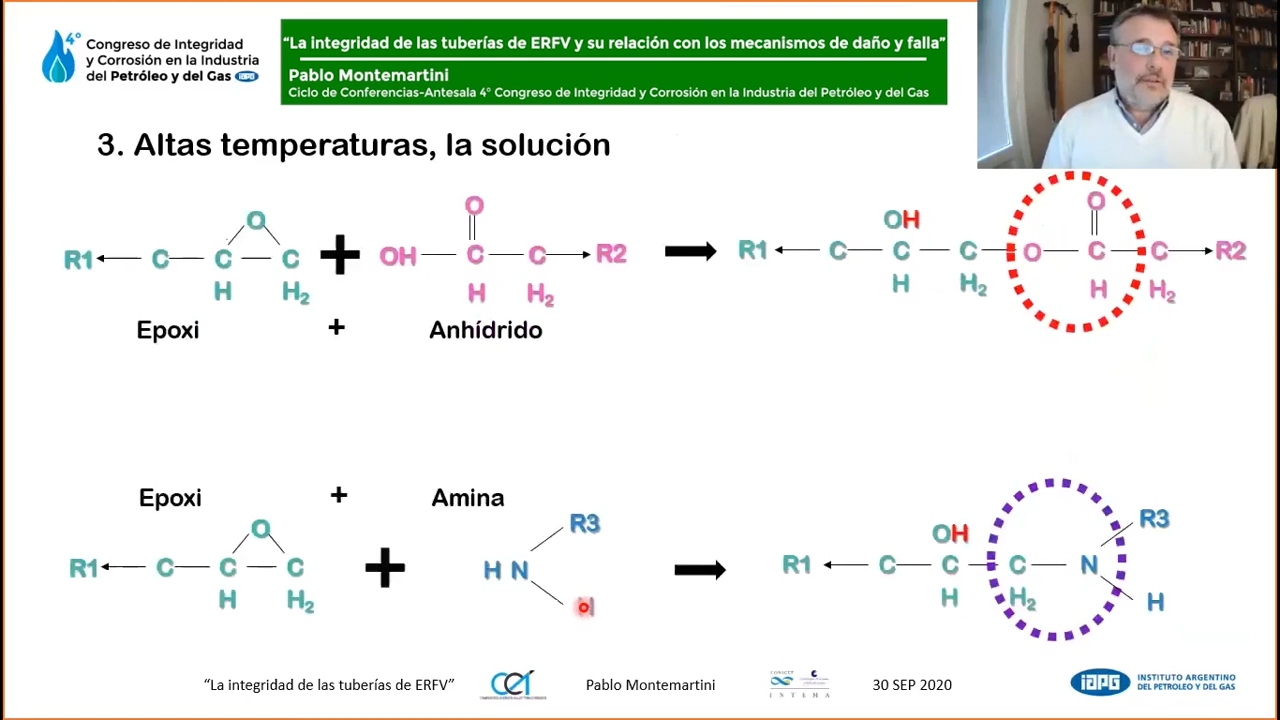 4°
Congreso de Integridad
y Corrosión en la Industria
del Petróleo y del Gas iapg
“La integridad de las tuberías de ERFV y su relación con los mecanismos de daño y falla”
Pablo Montemartini
Ciclo de Conferencias-Antesala 4° Congreso de Integridad y Corrosión en la Industria del Petróleo y del Gas
3. Altas temperaturas, la solución
O
R1 C C C
H H2
+
O
OH C C R2
H H2
OH O
R1 C C C O C C R2
H H2 H H2
Epoxi + Anhídrido
Epoxi + Amina
O
R1 C C C
H H2
+
R3
H N
OH R3
R1 C C C N
H H2 H
“La integridad de las tuberías de ERFV”
Pablo Montemartini
CONICET
INTEMA
30 SEP 2020
iapg
INSTITUTO ARGENTINO
DEL PETROLEO Y DEL GAS